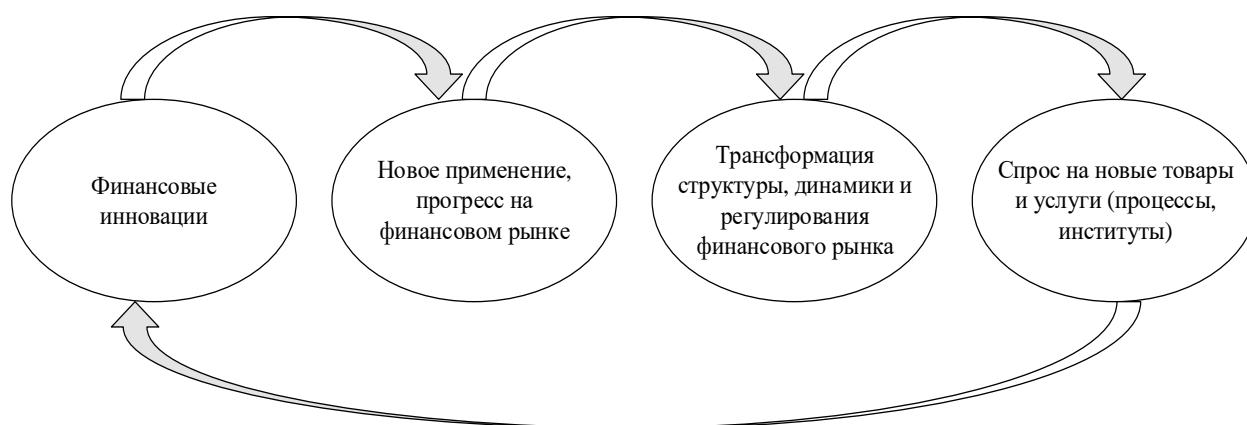 Финансовые
инновации
Новое применение,
прогресс на
финансовом рынке
Трансформация
структуры, динамики и
регулирования
финансового рынка
Спрос на новые товары
и услуги (процессы,
институты)